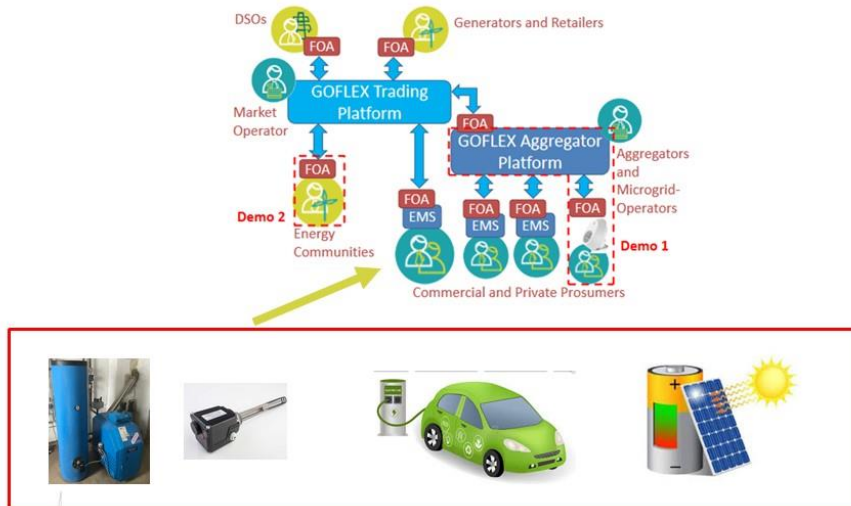 DSOs
Generators and Retailers
FOA
FOA
GOFLEX Trading
Platform
Market
Operator
FOA
GOFLEX Aggregator
Platform
Aggregators
and
Microgrid-
Operators
FOA
Demo 2
Energy
Communities
FOA
EMS
FOA
EMS
FOA
EMS
FOA
Demo 1
Commercial and Private Prosumers